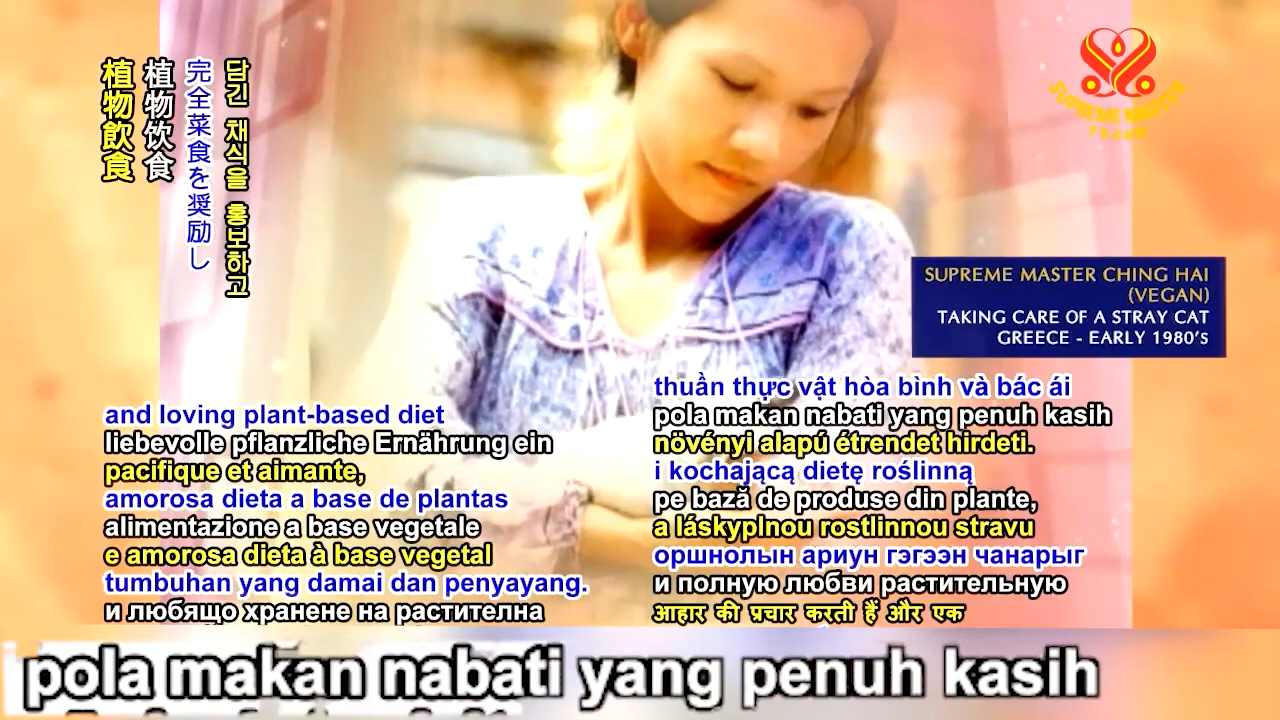 植物飲食
植物饮食
完全菜食を奨励し
담긴 채식을 홍보하고
SUPREME MASTER
TV.com
SUPREME MASTER CHING HAI
(VEGAN)
TAKING CARE OF A STRAY CAT
GREECE - EARLY 1980's
and loving plant-based diet
liebevolle pflanzliche Ernährung ein
pacifique et aimante,
amorosa dieta a base de plantas
alimentazione a base vegetale
e amorosa dieta à base vegetal
tumbuhan yang damai dan penyayang.
и любящо хранене на растителна
thuần thực vật hòa bình và bác ái
pola makan nabati yang penuh kasih
növényi alapú étrendet hirdeti.
i kochającą dietę roślinną
pe bază de produse din plante,
a láskyplnou rostlinnou stravu
оршнолын ариун гэгээн чанарыг
и полную любви растительную
आहार की प्रचार करती हैं और एक
pola makan nabati yang penuh kasih